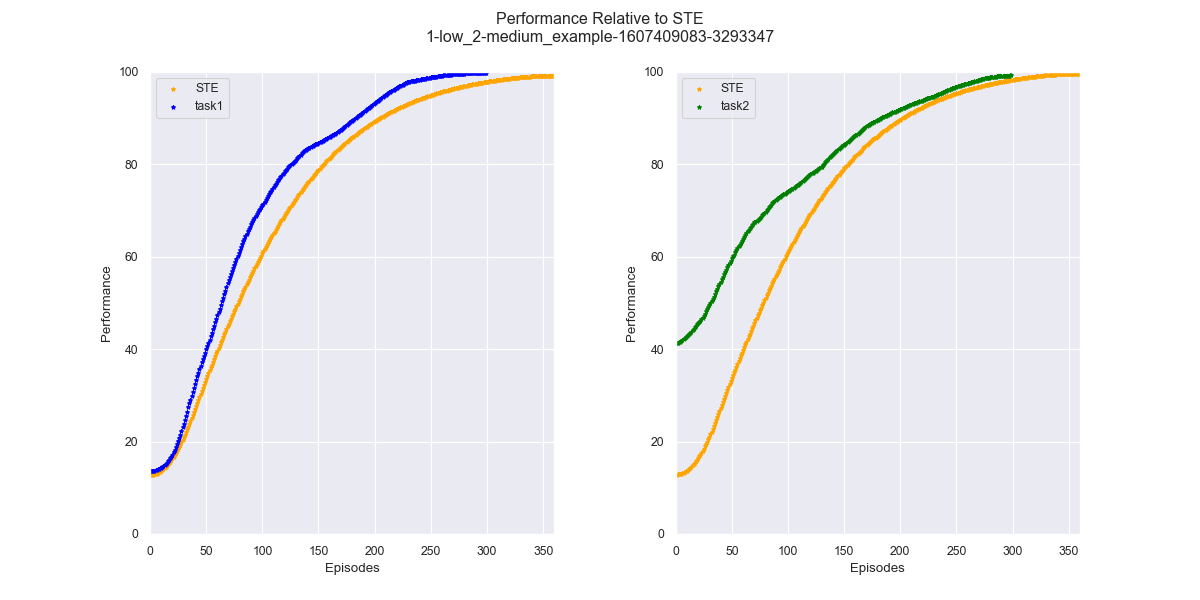 Performance Relative to STE
1-low_2-medium_example-1607409083-3293347
100
80
60
40
20
0
Performance
STE
task1
0 50 100 150 200 250 300 350
Episodes
100
80
60
40
20
0
Performance
STE
task2
0 50 100 150 200 250 300 350
Episodes